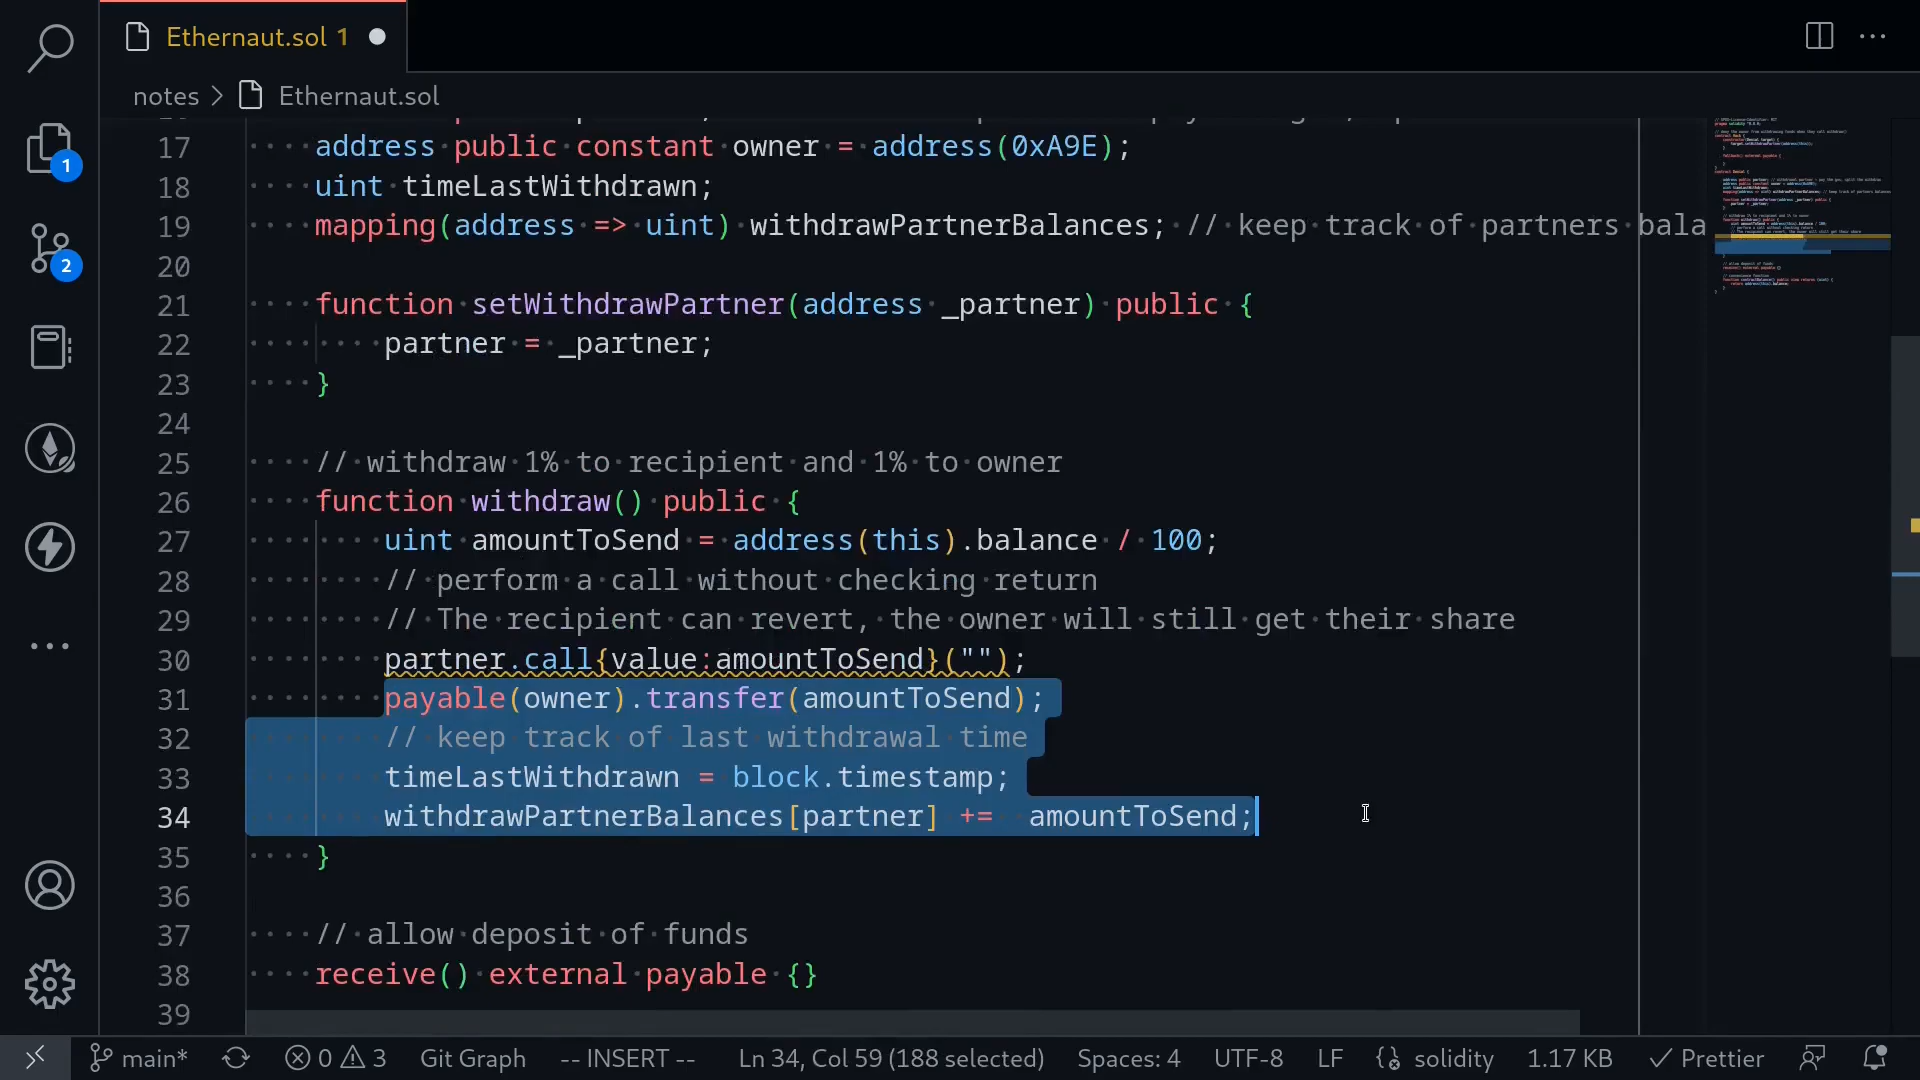 Ethernaut.sol 1
notes > Ethernaut.sol
17 address public constant owner = address(0xA9E);
18 uint timeLastWithdrawn;
19 mapping(address => uint) withdrawPartnerBalances; // keep track of partners bala
20
21 function setWithdrawPartner(address _partner) public {
22 partner = _partner;
23 }
24
25 // withdraw 1% to recipient and 1% to owner
26 function withdraw() public {
27 uint amountToSend = address(this).balance / 100;
28 // perform a call without checking return
29 // The recipient can revert, the owner will still get their share
30 partner.call{value:amountToSend}("");
31 payable(owner).transfer(amountToSend);
32 // keep track of last withdrawal time
33 timeLastWithdrawn = block.timestamp;
34 withdrawPartnerBalances[partner] += amountToSend;
35 }
36
37 // allow deposit of funds
38 receive() external payable {}
39
1
2
main* 0 3 Git Graph -- INSERT -- Ln 34, Col 59 (188 selected) Spaces: 4 UTF-8 LF solidity 1.17 KB Prettier